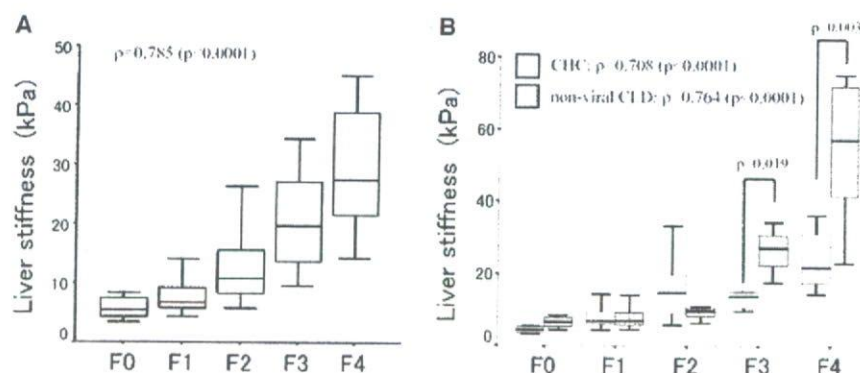 A
ρ=0.785 (p<0.0001)
Liver stiffness (kPa)
50
40
30
20
10
0
F0 F1 F2 F3 F4
B
p=0.003
CHC: ρ=0.708 (p<0.0001)
non-viral CLD: ρ=0.764 (p<0.0001)
p=0.019
Liver stiffness (kPa)
80
60
40
20
0
F0 F1 F2 F3 F4